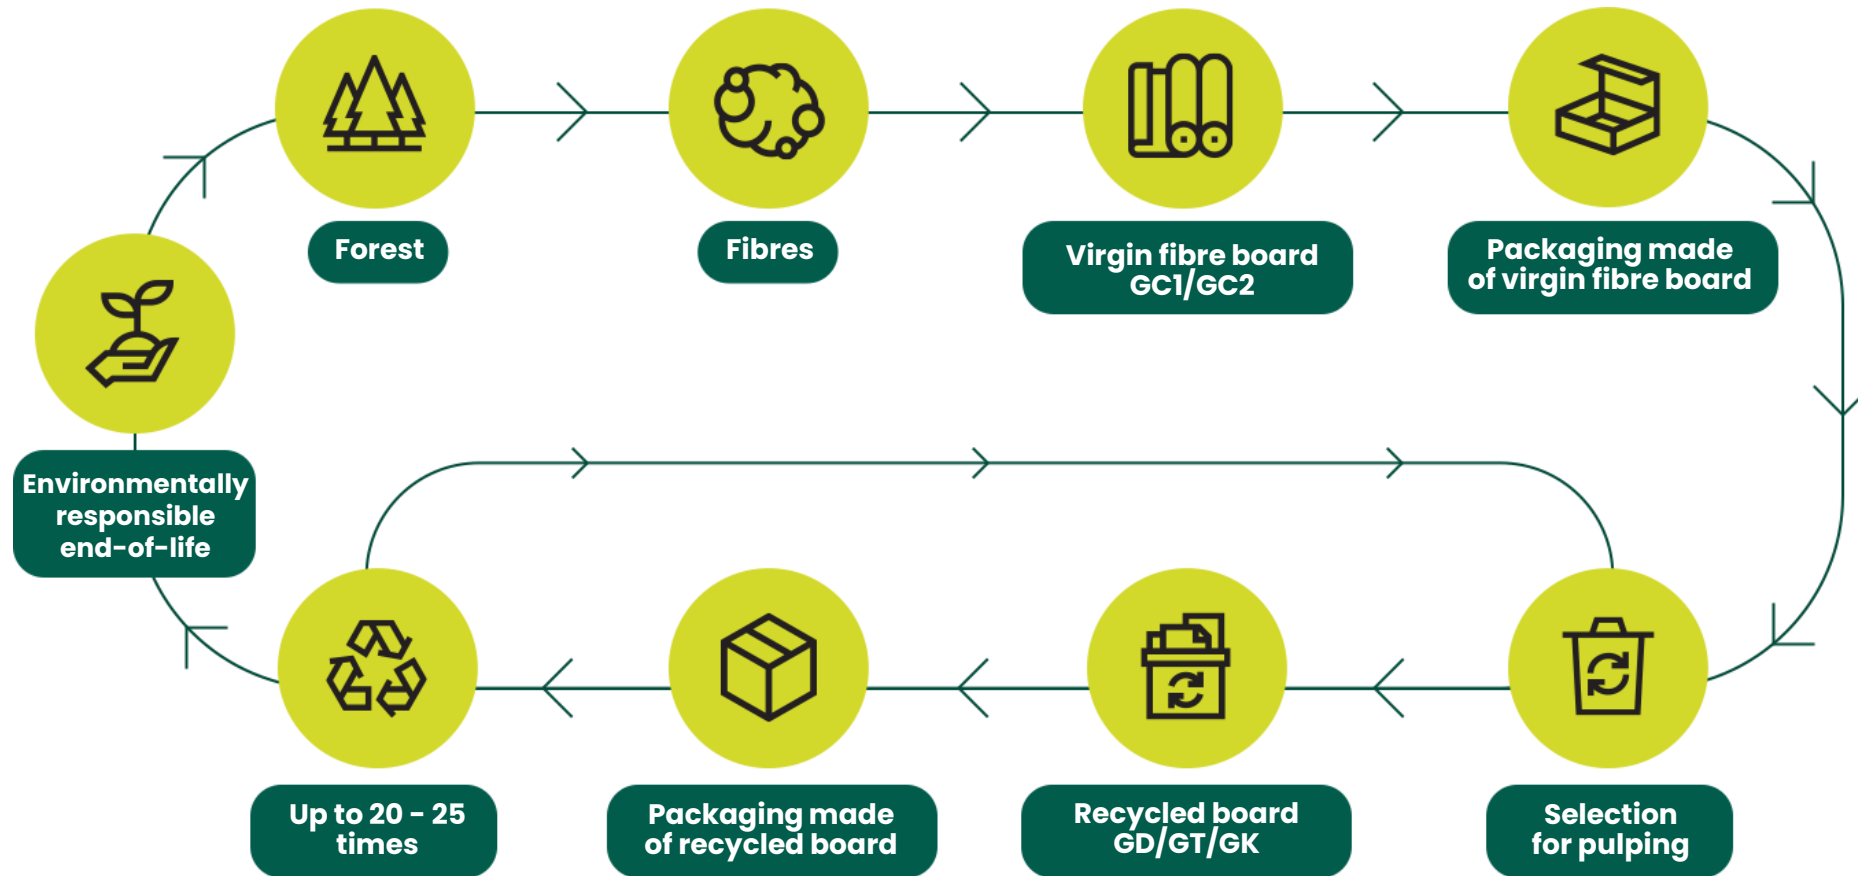 Forest
Fibres
Virgin fibre board
GC1/GC2
Packaging made
of virgin fibre board
Environmentally
responsible
end-of-life
Up to 20 - 25
times
Packaging made
of recycled board
Recycled board
GD/GT/GK
Selection
for pulping